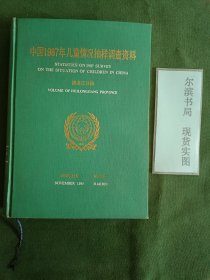 中国1987年儿童情况抽样调查资料
STATISTICS ON 1987 SURVEY
ON THE SITUATION OF CHILDREN IN CHINA
黑龙江分册
VOLUME OF HEILONGJIANG PROVINCE
NOVEMBER 1989 HARBIN
尔滨书局
现货实图